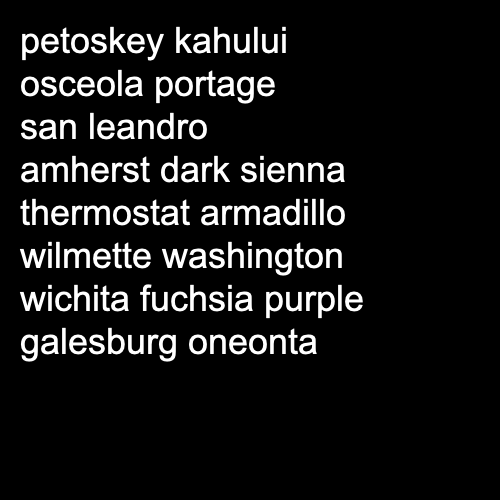 petoskey kahului
osceola portage
san leandro
amherst dark sienna
thermostat armadillo
wilmette washington
wichita fuchsia purple
galesburg oneonta